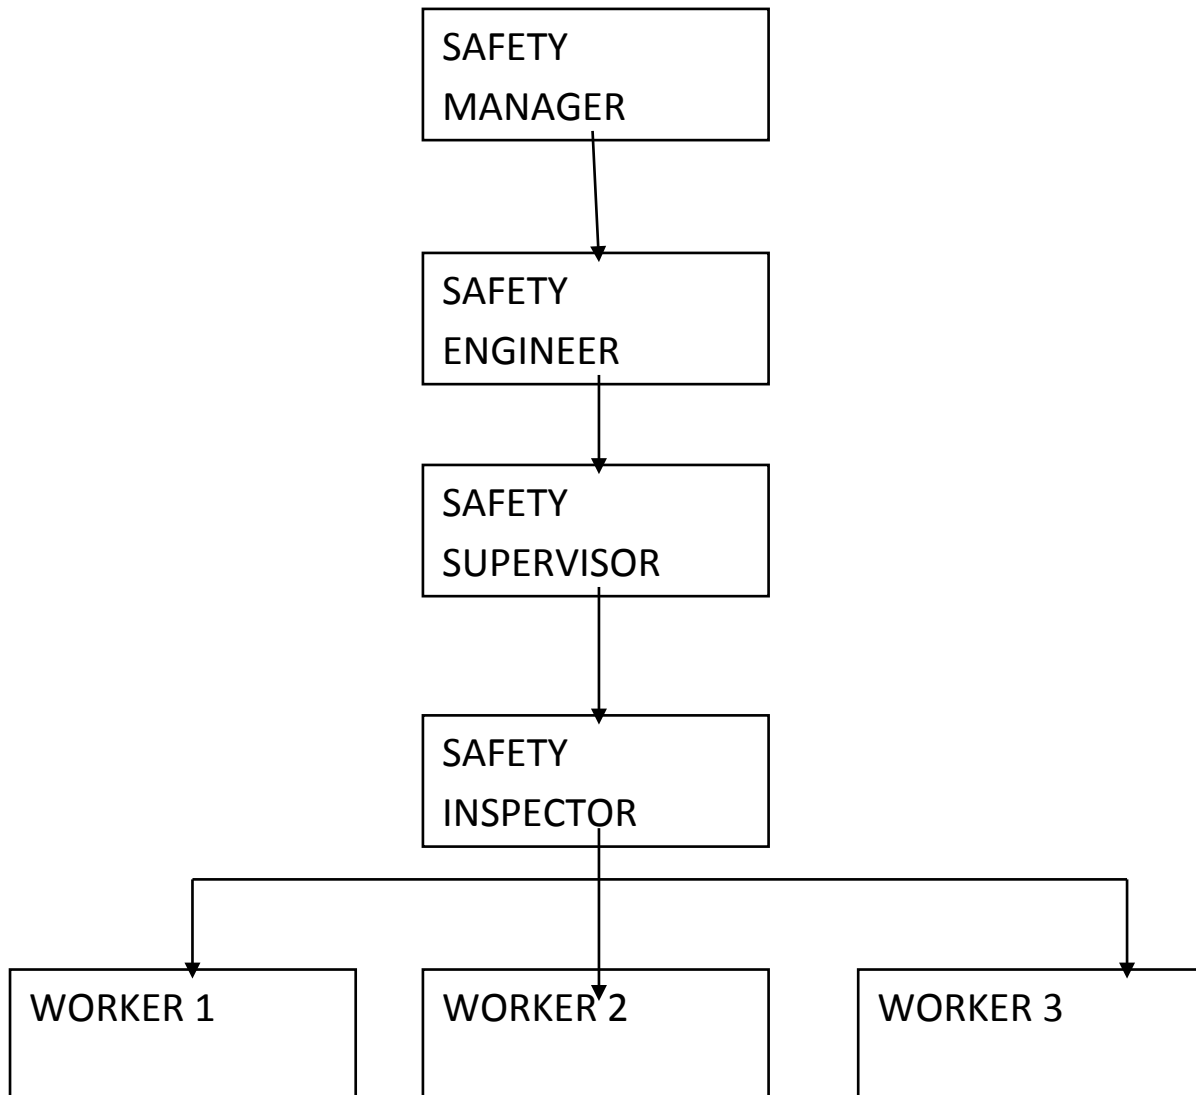 SAFETY
MANAGER
SAFETY
ENGINEER
SAFETY
SUPERVISOR
SAFETY
INSPECTOR
WORKER 1
WORKER 2
WORKER 3